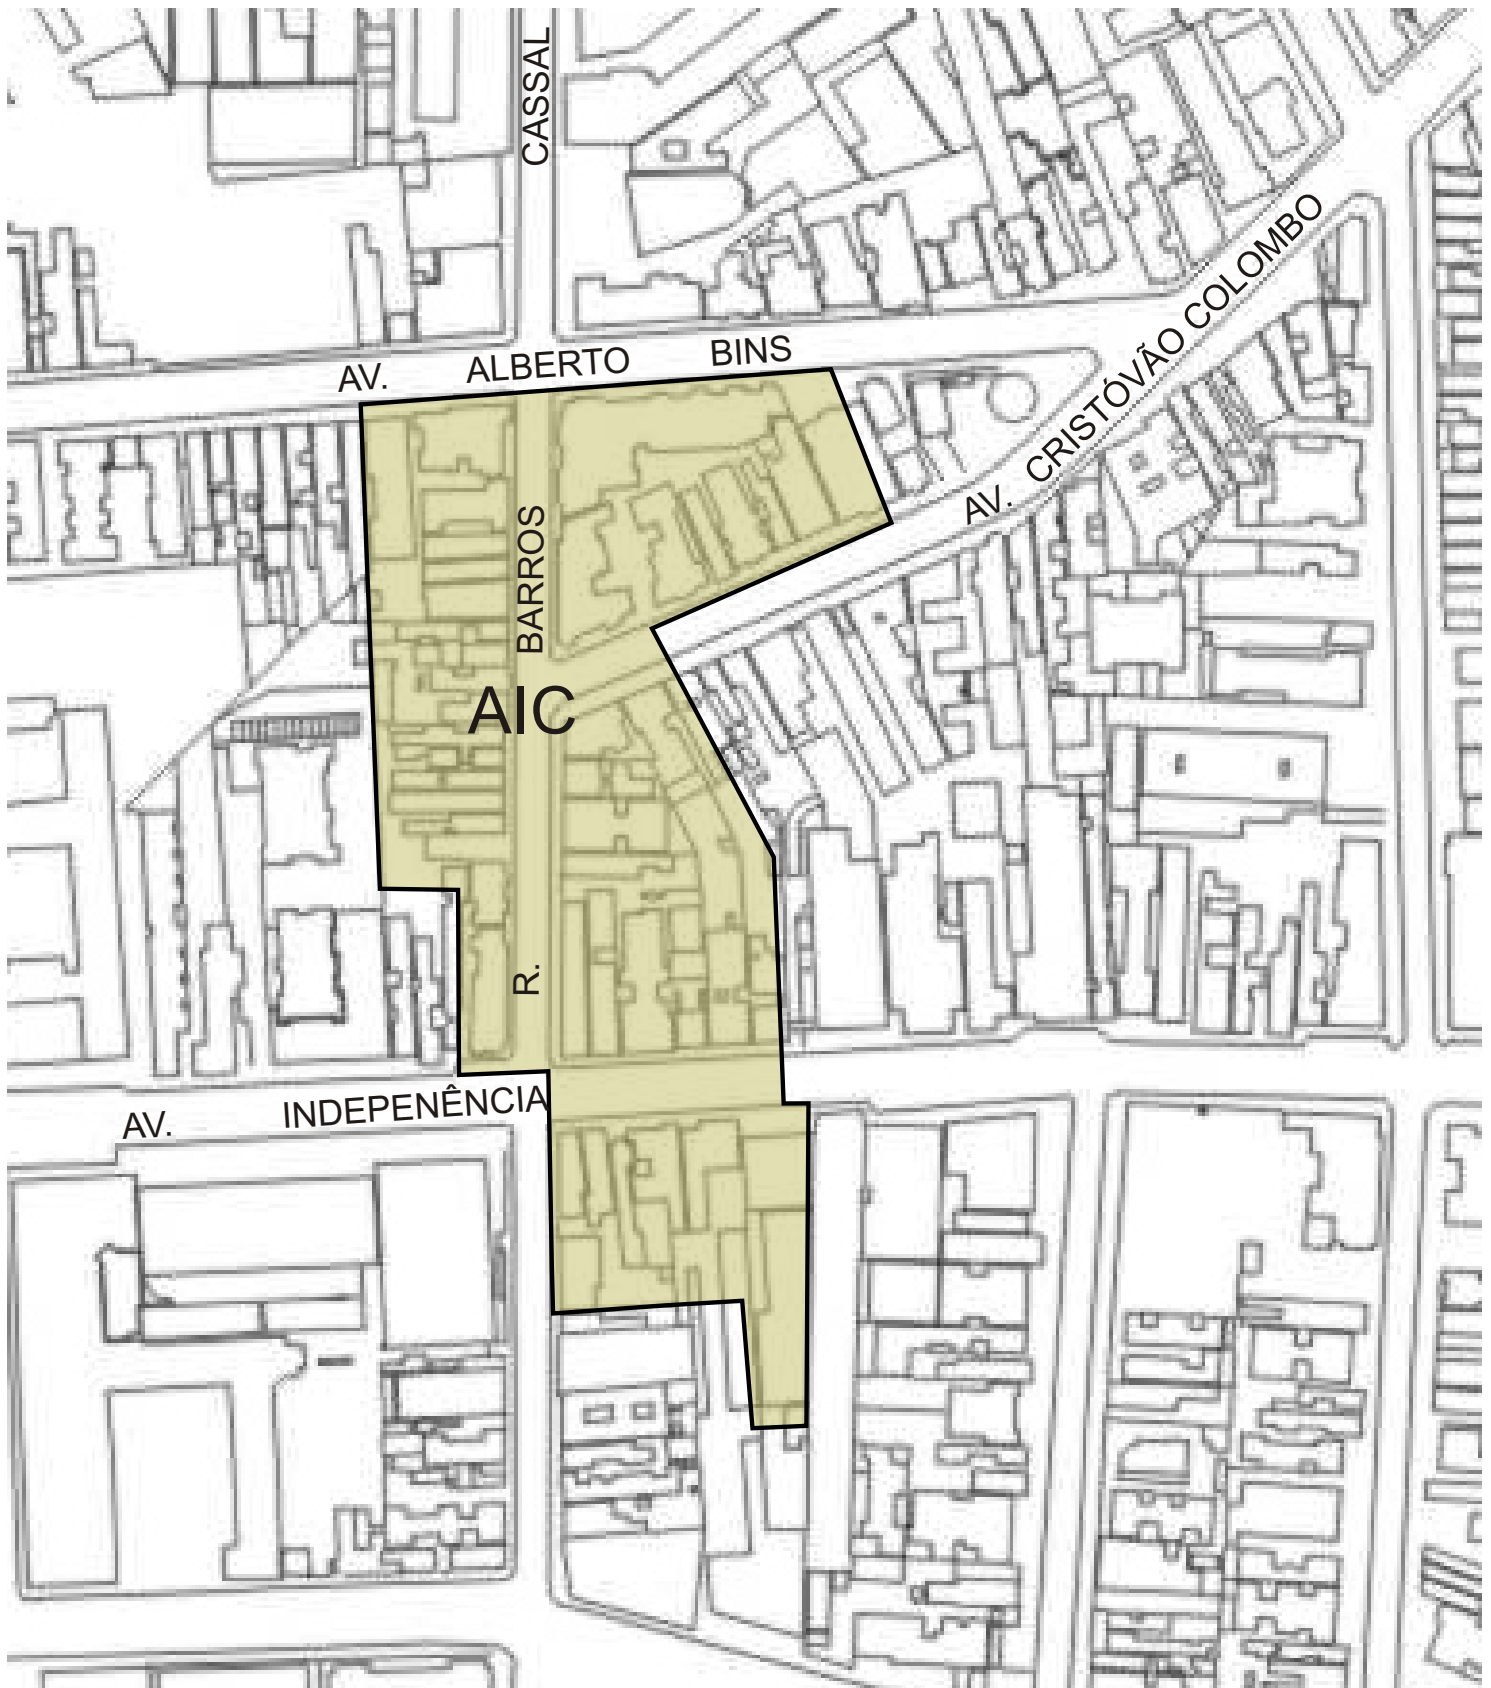 CASSAL
AV. ALBERTO BINS
AV. CRISTÓVÃO COLOMBO
BARROS
AIC
R.
AV. INDEPENÊNCIA